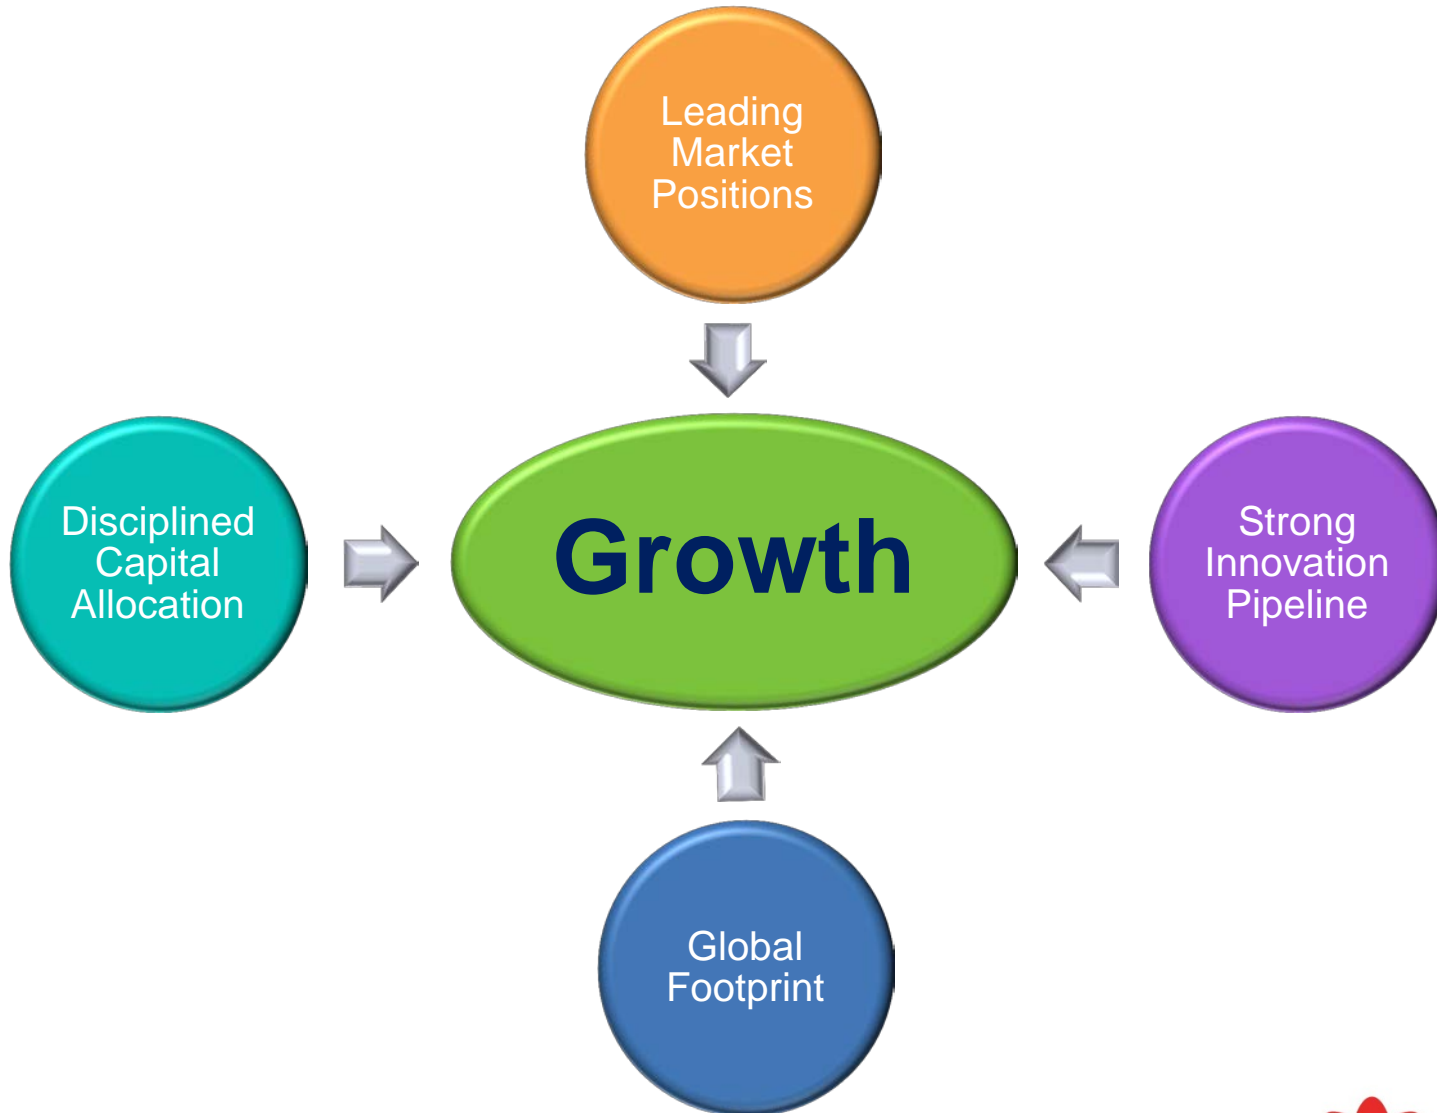 Leading
Market
Positions
Disciplined
Capital
Allocation
Growth
Strong
Innovation
Pipeline
Global
Footprint